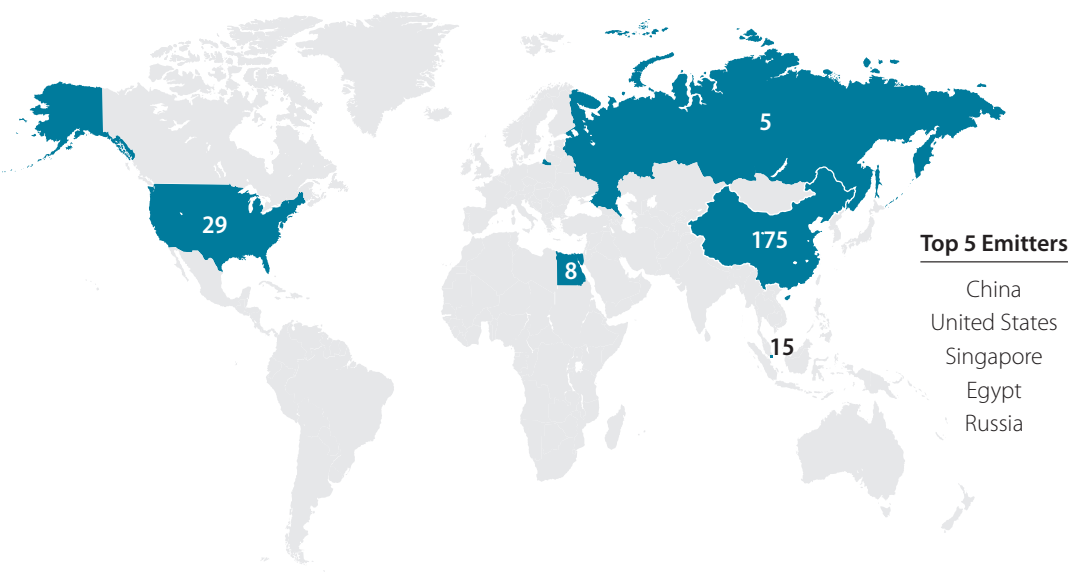 5
29
175
8
15
Top 5 Emitters
China
United States
Singapore
Egypt
Russia